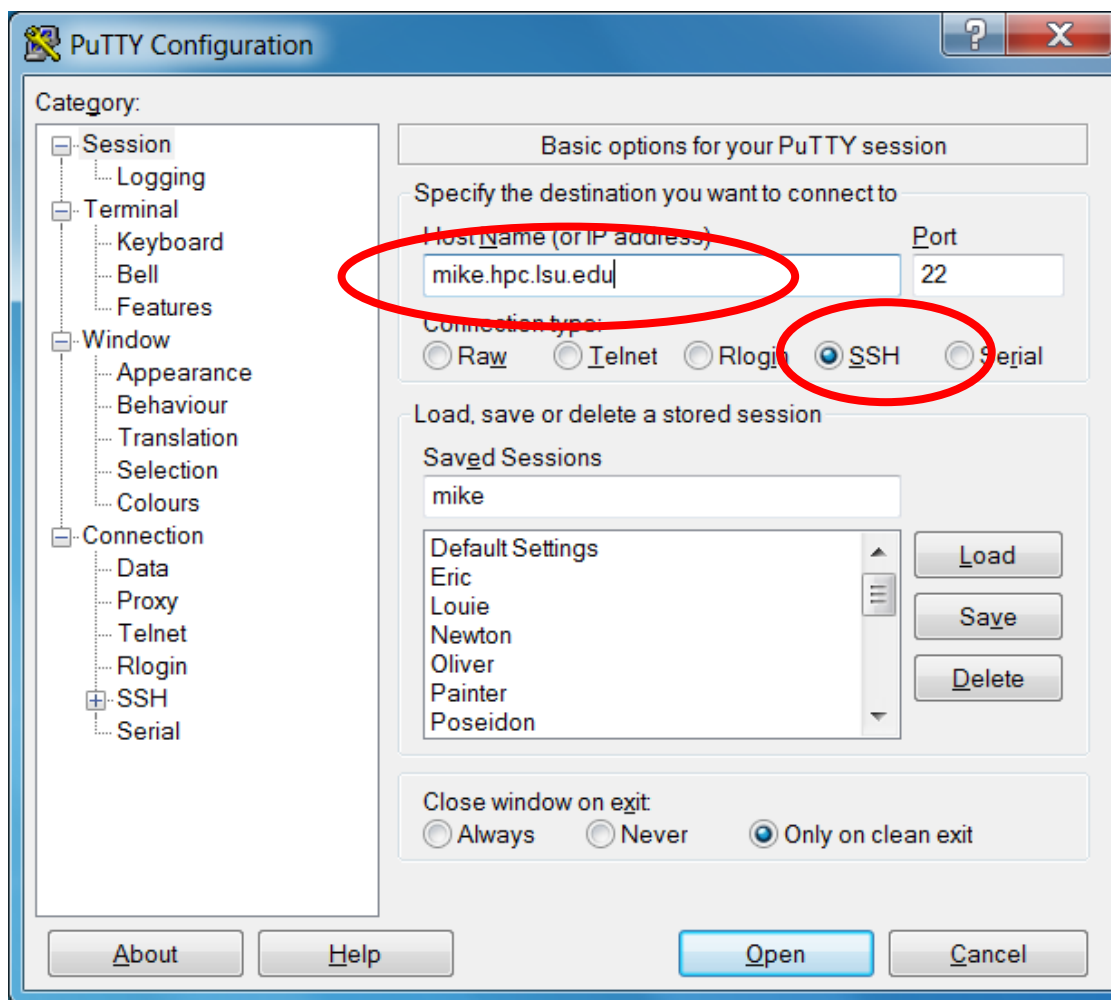 PuTTY Configuration
Category:
Session
Logging
Terminal
Keyboard
Bell
Features
Window
Appearance
Behaviour
Translation
Selection
Colours
Connection
Data
Proxy
Telnet
Rlogin
SSH
Serial
Basic options for your PuTTY session
Specify the destination you want to connect to
Host Name (or IP address) Port
mike.hpc.lsu.edu 22
Connection type:
Raw Telnet Rlogin SSH Serial
Load, save or delete a stored session
Saved Sessions
mike
Default Settings
Eric
Louie
Newton
Oliver
Painter
Poseidon
Load
Save
Delete
Close window on exit:
Always Never Only on clean exit
About Help Open Cancel